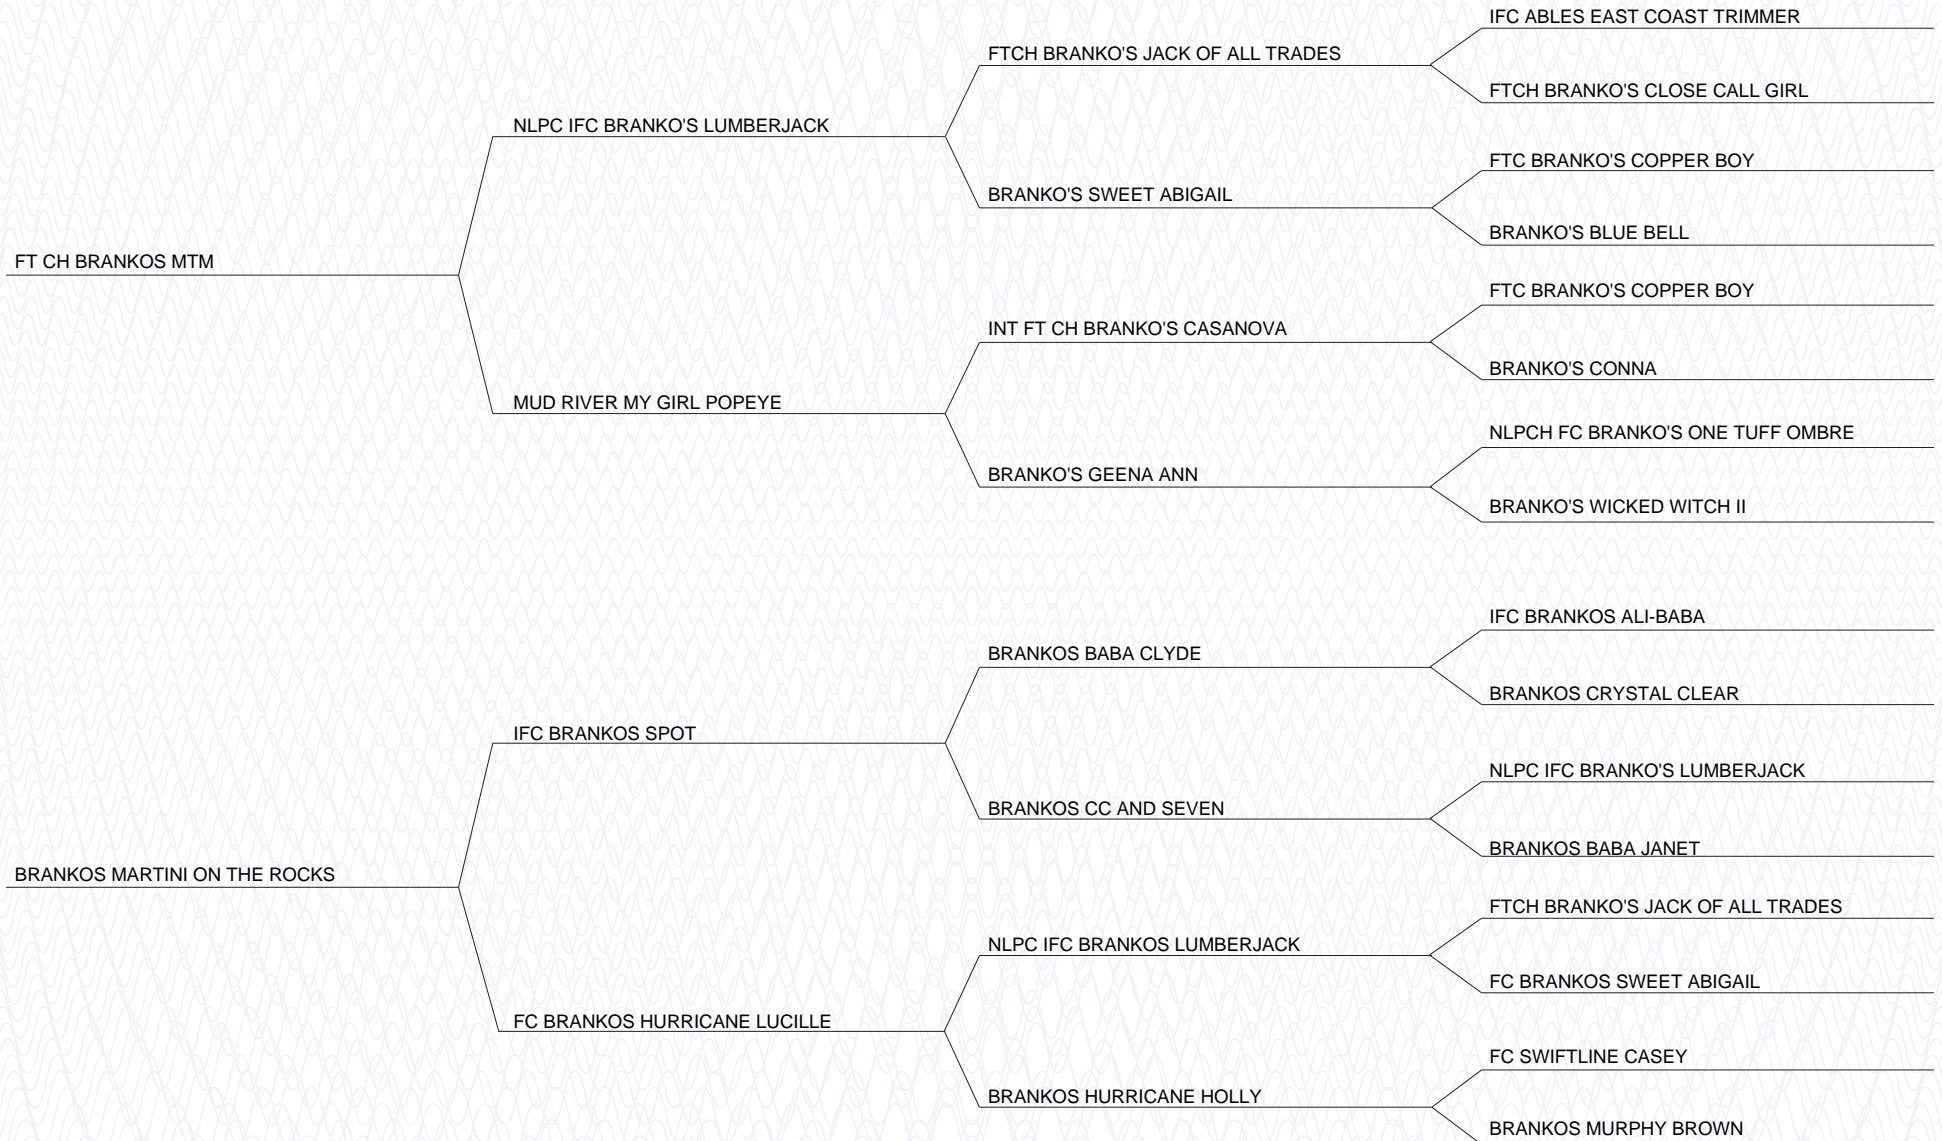 IFC ABLES EAST COAST TRIMMER
FTCH BRANKO'S JACK OF ALL TRADES
FTCH BRANKO'S CLOSE CALL GIRL
NLPC IFC BRANKO'S LUMBERJACK
FTC BRANKO'S COPPER BOY
BRANKO'S SWEET ABIGAIL
BRANKO'S BLUE BELL
FT CH BRANKOS MTM
FTC BRANKO'S COPPER BOY
INT FT CH BRANKO'S CASANOVA
BRANKO'S CONNA
MUD RIVER MY GIRL POPEYE
NLPCH FC BRANKO'S ONE TUFF OMBRE
BRANKO'S GEENA ANN
BRANKO'S WICKED WITCH II
IFC BRANKOS ALI-BABA
BRANKOS BABA CLYDE
BRANKOS CRYSTAL CLEAR
IFC BRANKOS SPOT
NLPC IFC BRANKO'S LUMBERJACK
BRANKOS CC AND SEVEN
BRANKOS BABA JANET
BRANKOS MARTINI ON THE ROCKS
FTCH BRANKO'S JACK OF ALL TRADES
NLPC IFC BRANKOS LUMBERJACK
FC BRANKOS SWEET ABIGAIL
FC BRANKOS HURRICANE LUCILLE
FC SWIFTLINE CASEY
BRANKOS HURRICANE HOLLY
BRANKOS MURPHY BROWN